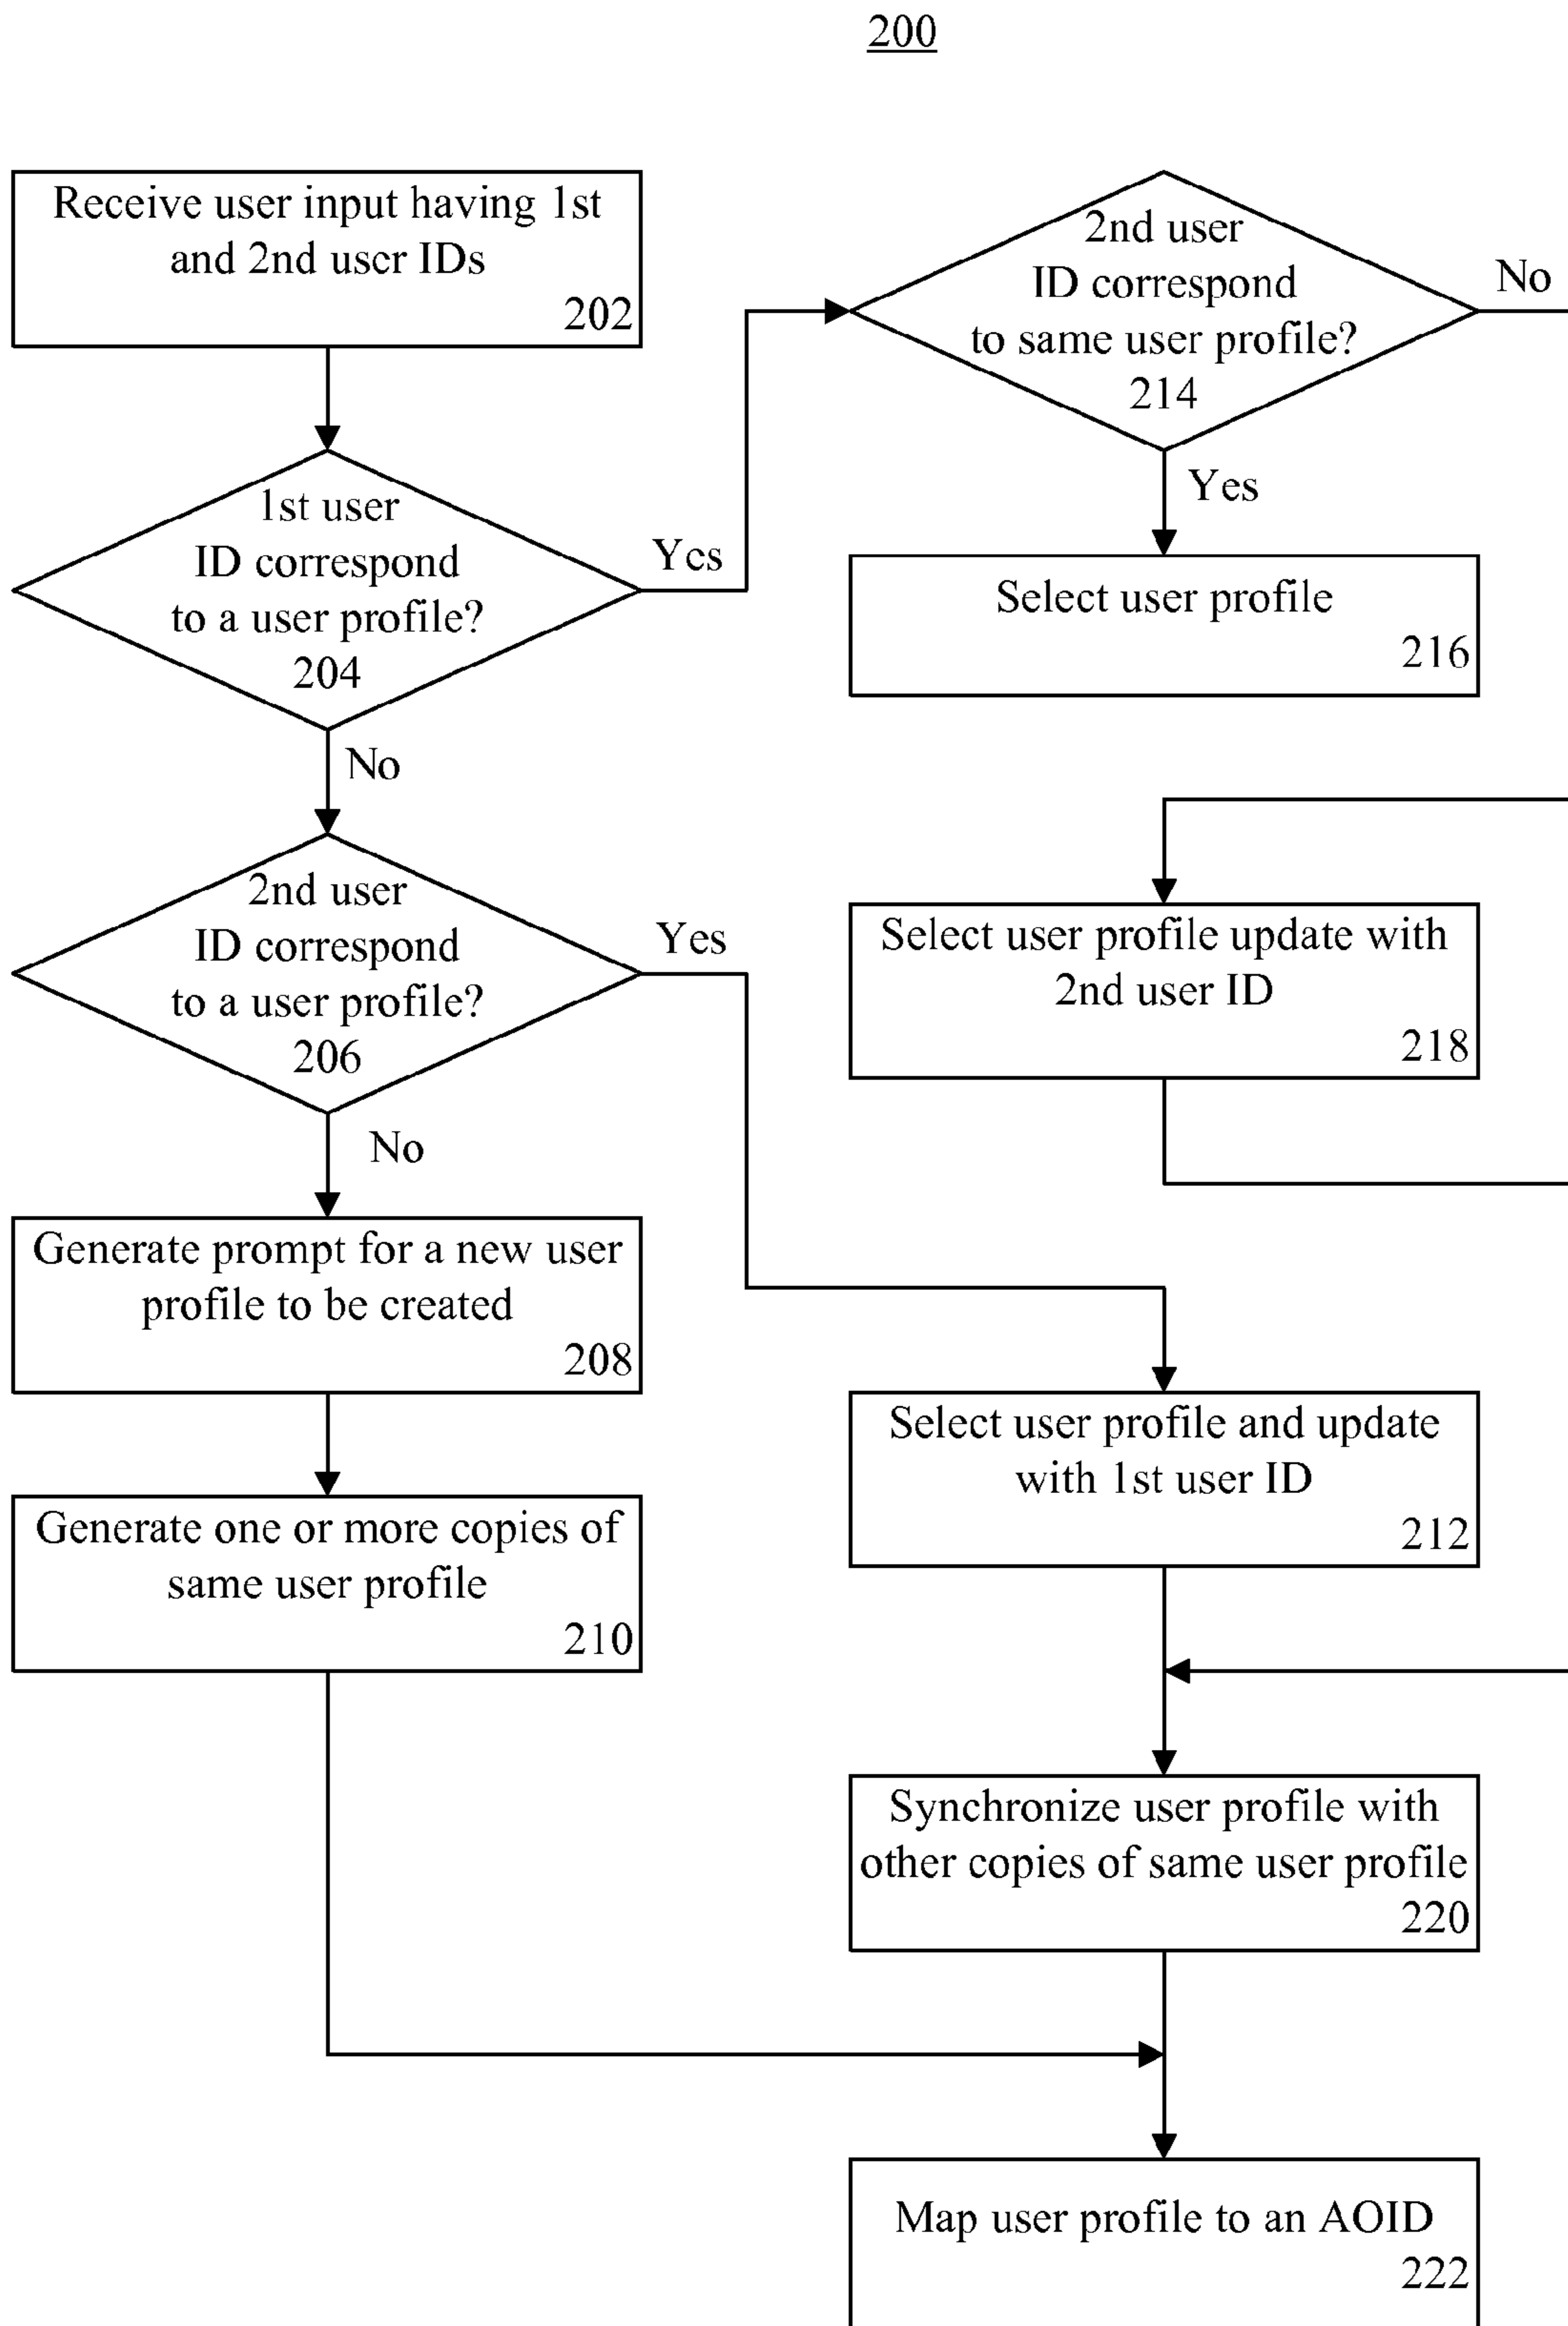 200
Receive user input having 1st
and 2nd user IDs
202
1st user
ID correspond
to a user profile?
204
Yes
No
2nd user
ID correspond
to a user profile?
206
Yes
No
Generate prompt for a new user
profile to be created
208
Generate one or more copies of
same user profile
210
2nd user
ID correspond
to same user profile?
214
No
Yes
Select user profile
216
Select user profile update with
2nd user ID
218
Select user profile and update
with 1st user ID
212
Synchronize user profile with
other copies of same user profile
220
Map user profile to an AOID
222